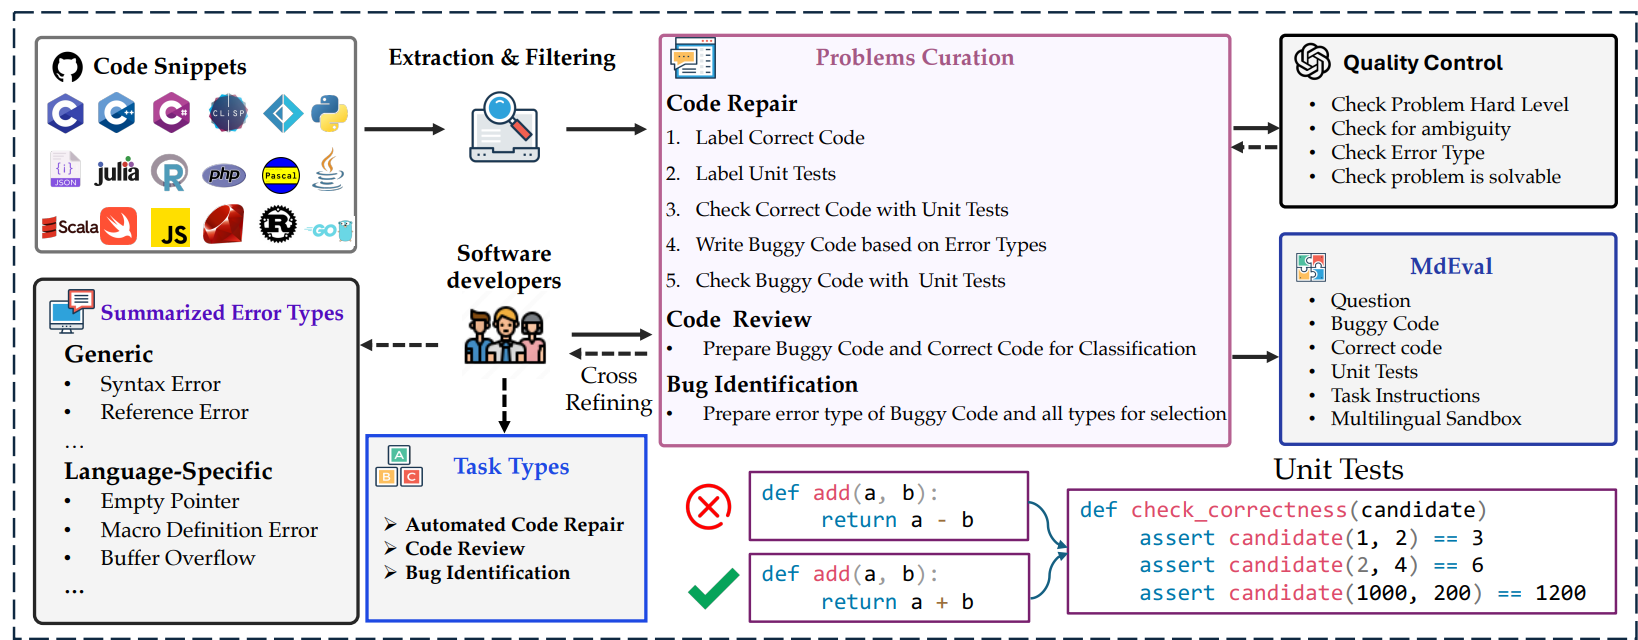 Code Snippets
C
C++
C#
CLISP
{i}
JSON
julia
R
php
Pascal
Scala
JS
R
GO
Extraction & Filtering
Software
developers
Cross
Refining
Summarized Error Types
Generic
• Syntax Error
• Reference Error
...
Language-Specific
• Empty Pointer
• Macro Definition Error
• Buffer Overflow
...
A
B C
Task Types
➢ Automated Code Repair
➢ Code Review
➢ Bug Identification
Problems Curation
Code Repair
1. Label Correct Code
2. Label Unit Tests
3. Check Correct Code with Unit Tests
4. Write Buggy Code based on Error Types
5. Check Buggy Code with Unit Tests
Code Review
• Prepare Buggy Code and Correct Code for Classification
Bug Identification
• Prepare error type of Buggy Code and all types for selection
Quality Control
• Check Problem Hard Level
• Check for ambiguity
• Check Error Type
• Check problem is solvable
MdEval
• Question
• Buggy Code
• Correct code
• Unit Tests
• Task Instructions
• Multilingual Sandbox
def add(a, b):
return a - b
def add(a, b):
return a + b
Unit Tests
def check_correctness(candidate)
assert candidate(1, 2) == 3
assert candidate(2, 4) == 6
assert candidate(1000, 200) == 1200